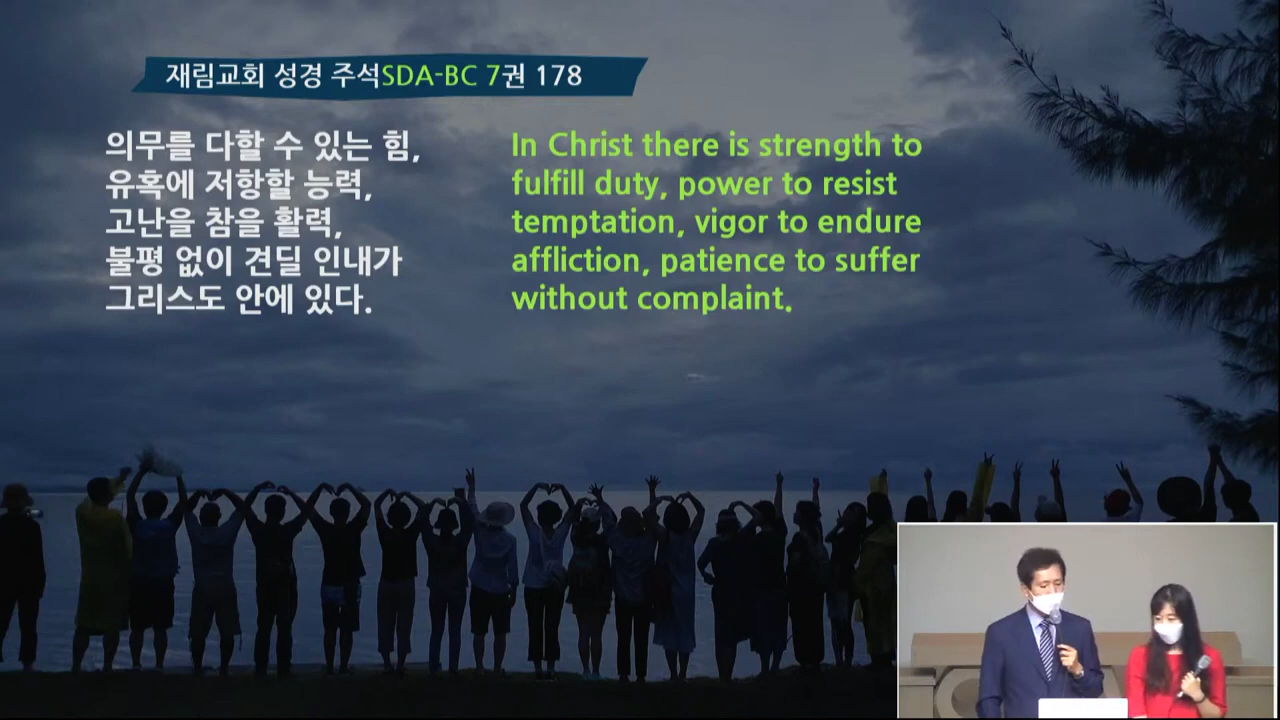 재림교회 성경 주석SDA-BC 7권 178
의무를 다할 수 있는 힘,
유혹에 저항할 능력,
고난을 참을 활력,
불평 없이 견딜 인내가
그리스도 안에 있다.
In Christ there is strength to
fulfill duty, power to resist
temptation, vigor to endure
affliction, patience to suffer
without complaint.